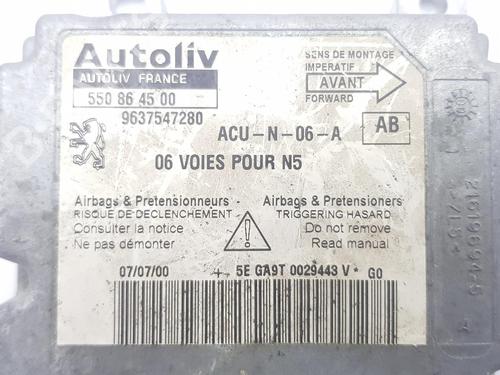 Autoliv
AUTOLIV FRANCE
550 86 45 00
9637547280
SENS DE MONTAGE
IMPERATIF
AVANT
FORWARD
ACU-N-06-A
AB
06 VOIES POUR N5
Airbags & Pretensionneurs
RISQUE DE DECLENCHEMENT
Consulter la notice
Ne pas démonter
Airbags & Pretensioners
TRIGGERING HASARD
Do not remove
Read manual
07/07/00
+- 5E GA9T 0029443 V * G0